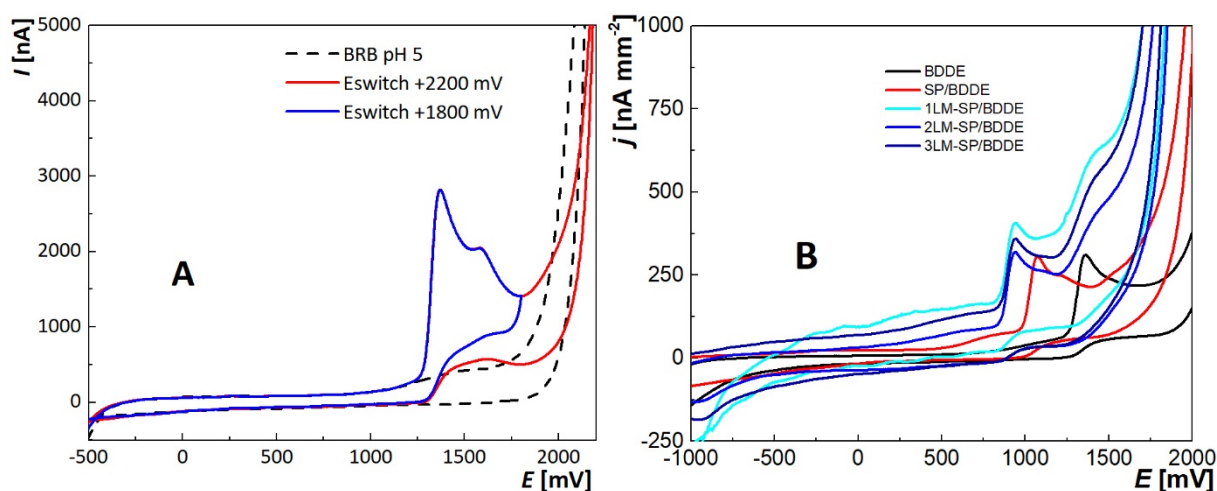 5000
I [nA]
4000
3000
2000
1000
0
-500
0
500
1000
1500
2000
E [mV]
BRB pH 5
Eswitch +2200 mV
Eswitch +1800 mV
A
1000
j [nA mm-2]
750
500
250
0
-250
-1000
-500
0
500
1000
1500
2000
E [mV]
BDDE
SP/BDDE
1LM-SP/BDDE
2LM-SP/BDDE
3LM-SP/BDDE
B